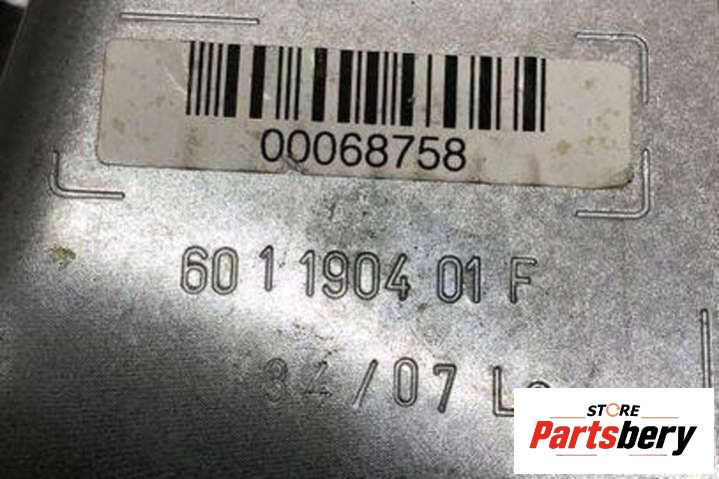 00068758
60 1 1904 01 F
34/07
STORE
Partsbery